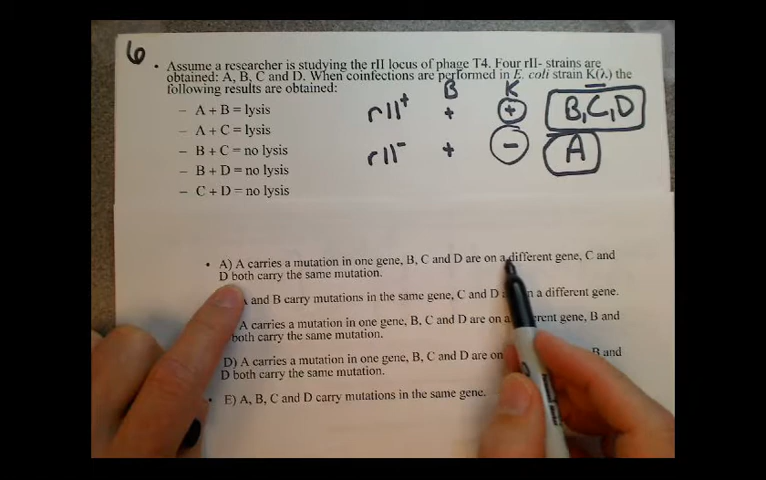 6
• Assume a researcher is studying the rII locus of phage T4. Four rII- strains are
obtained: A, B, C and D. When coinfections are performed in E. coli strain K(λ) the
following results are obtained:
B K
– A + B = lysis
rII+ + + B,C,D
– A + C = lysis
– B + C = no lysis
rII- + - A
– B + D = no lysis
– C + D = no lysis
• A) A carries a mutation in one gene, B, C and D are on a different gene, C and
D both carry the same mutation.
A and B carry mutations in the same gene, C and D a different gene.
A carries a mutation in one gene, B, C and D are on a gene, B and
both carry the same mutation.
D) A carries a mutation in one gene, B, C and D are on B and
D both carry the same mutation.
• E) A, B, C and D carry mutations in the same gene.